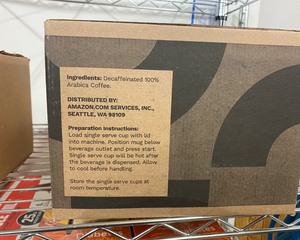 Ingredients: Decaffeinated 100%
Arabica Coffee.
DISTRIBUTED BY:
AMAZON.COM SERVICES, INC.,
SEATTLE, WA 98109
Preparation Instructions:
Load single serve cup with lid
into machine. Position mug below
beverage outlet and press start.
Single serve cup will be hot after
the beverage is dispensed. Allow
to cool before handling.
Store the single serve cups at
room temperature.